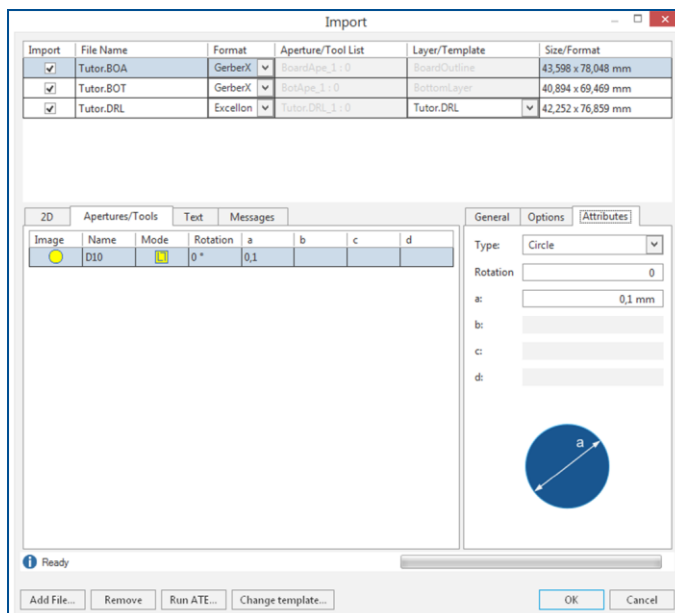 Import
Import File Name Format Aperture/Tool List Layer/Template Size/Format
Tutor.BOA GerberX BoardApe_1 : 0 BoardOutline 43,598 x 78,048 mm
Tutor.BOT GerberX BotApe_1 : 0 BottomLayer 40,894 x 69,469 mm
Tutor.DRL Excellon Tutor.DRL_1 : 0 Tutor.DRL 42,252 x 76,859 mm
2D Apertures/Tools Text Messages
General Options Attributes
Image Name Mode Rotation a b c d
D10 0 ° 0,1
Type: Circle
Rotation 0
a: 0,1 mm
b:
c:
d:
a
Ready
Add File... Remove Run ATE... Change template... OK Cancel